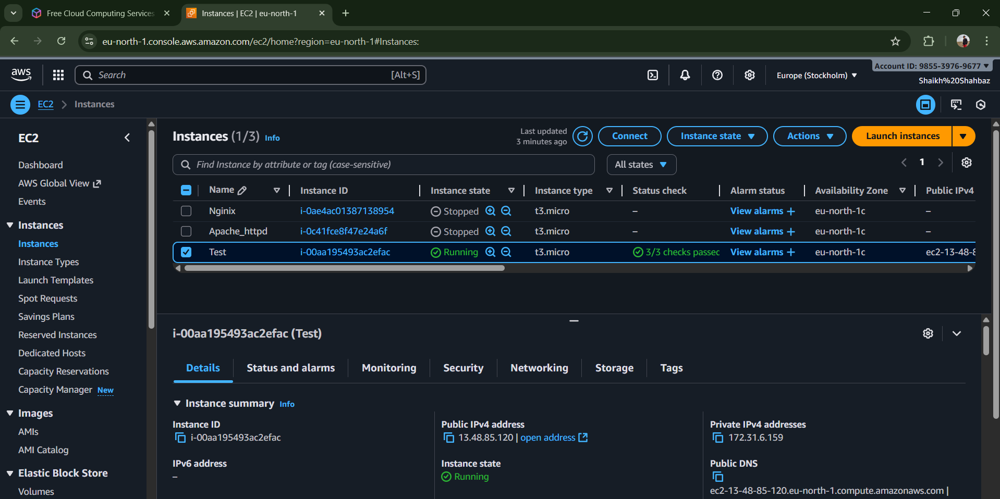 Free Cloud Computing Services
Instances | EC2 | eu-north-1
eu-north-1.console.aws.amazon.com/ec2/home?region=eu-north-1#Instances:
aws
Search
[Alt+S]
Europe (Stockholm)
Account ID: 9855-3976-9677
Shaikh%20Shahbaz
EC2
Instances
EC2
Dashboard
AWS Global View
Events
Instances
Instances
Instance Types
Launch Templates
Spot Requests
Savings Plans
Reserved Instances
Dedicated Hosts
Capacity Reservations
Capacity Manager New
Images
AMIs
AMI Catalog
Elastic Block Store
Volumes
Instances (1/3) Info
Last updated
3 minutes ago
Connect
Instance state
Actions
Launch instances
Find Instance by attribute or tag (case-sensitive)
All states
1
Name Instance ID Instance state Instance type Status check Alarm status Availability Zone Public IPv4
Nginix i-0ae4ac01387138954 Stopped t3.micro – View alarms + eu-north-1c –
Apache_httpd i-0c41fce8f47e24a6f Stopped t3.micro – View alarms + eu-north-1c –
Test i-00aa195493ac2efac Running t3.micro 3/3 checks passed View alarms + eu-north-1c ec2-13-48-8
i-00aa195493ac2efac (Test)
Details
Status and alarms
Monitoring
Security
Networking
Storage
Tags
Instance summary Info
Instance ID
i-00aa195493ac2efac
Public IPv4 address
13.48.85.120 | open address
Private IPv4 addresses
172.31.6.159
IPv6 address
–
Instance state
Running
Public DNS
ec2-13-48-85-120.eu-north-1.compute.amazonaws.com |